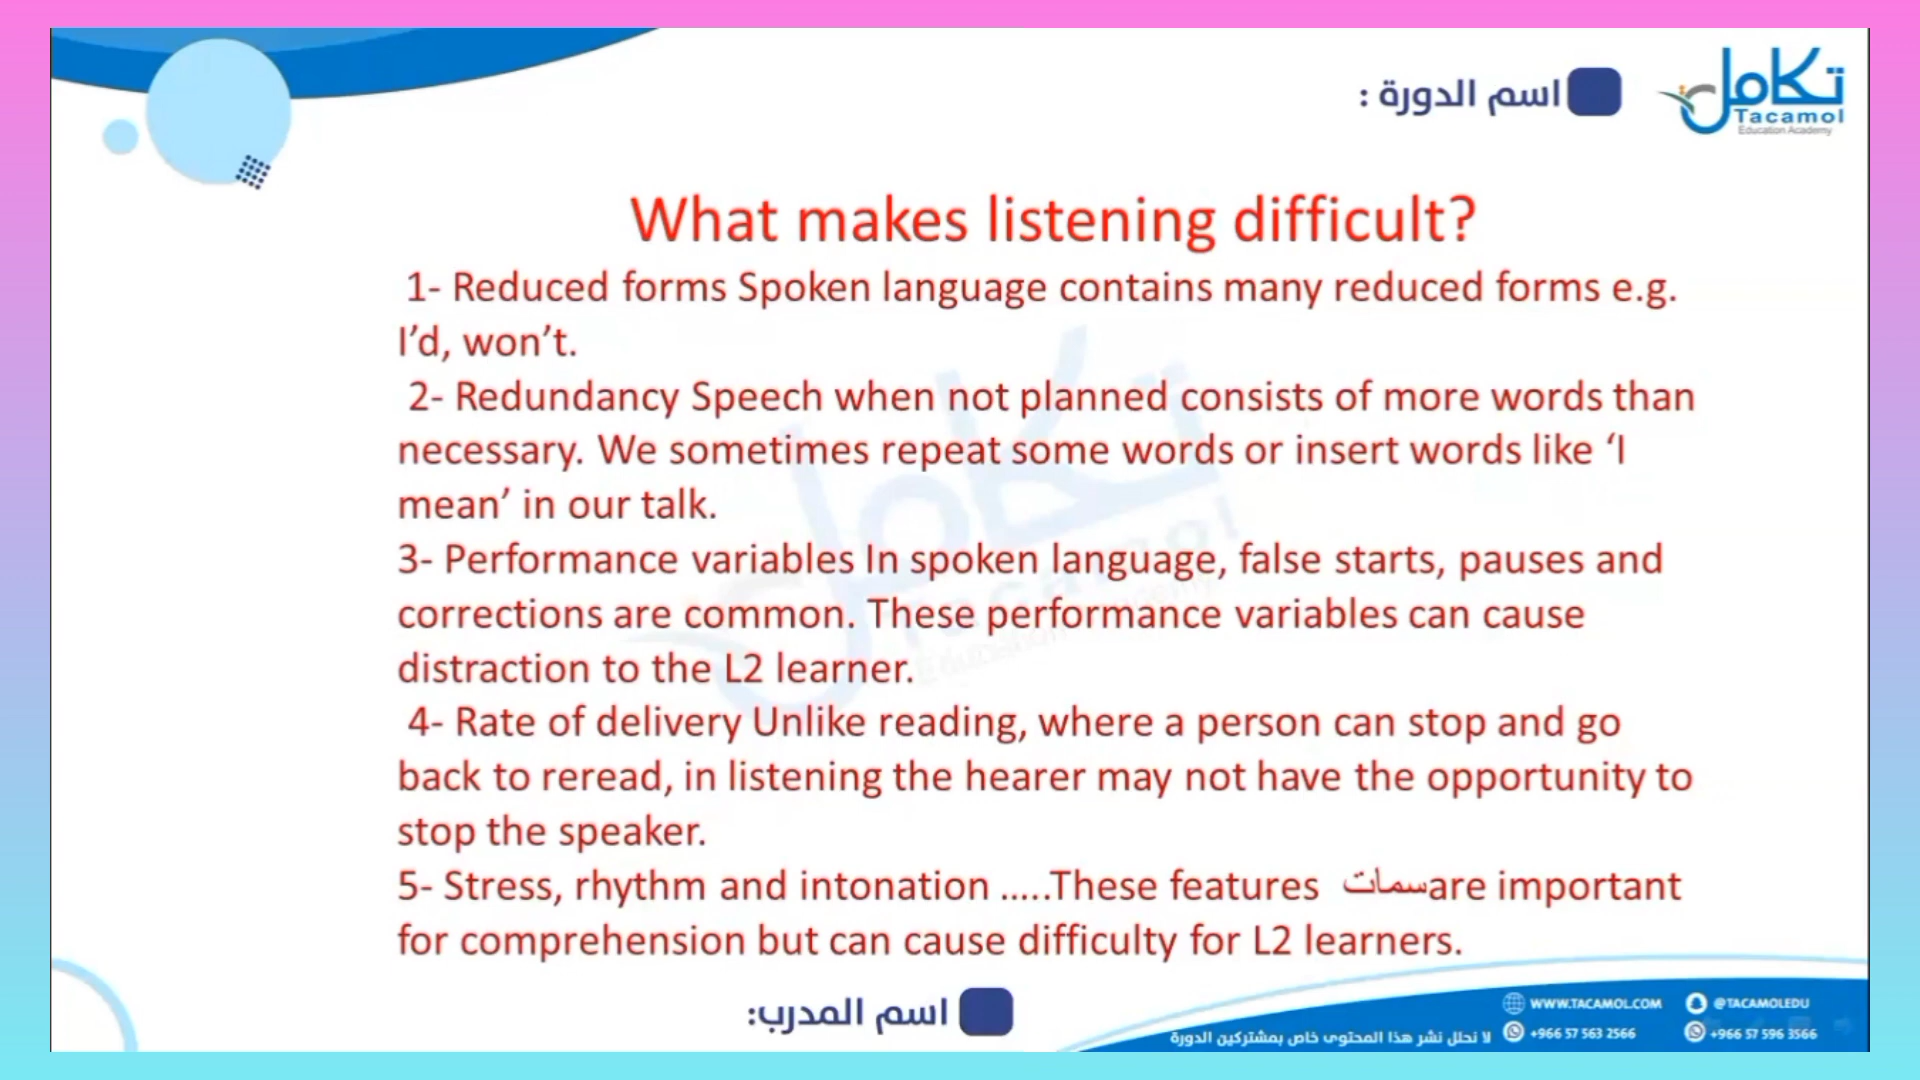 اسم الدورة :
تكامل
Tacamol
Education Academy
What makes listening difficult?
1- Reduced forms Spoken language contains many reduced forms e.g.
I’d, won’t.
2- Redundancy Speech when not planned consists of more words than
necessary. We sometimes repeat some words or insert words like ‘I
mean’ in our talk.
3- Performance variables In spoken language, false starts, pauses and
corrections are common. These performance variables can cause
distraction to the L2 learner.
4- Rate of delivery Unlike reading, where a person can stop and go
back to reread, in listening the hearer may not have the opportunity to
stop the speaker.
5- Stress, rhythm and intonation .....These features سمات are important
for comprehension but can cause difficulty for L2 learners.
اسم المدرب:
WWW.TACAMOL.COM @TACAMOLEDU
لا نحلل نشر هذا المحتوى خاص بمشتركين الدورة +966 57 563 2566 +966 57 596 3566